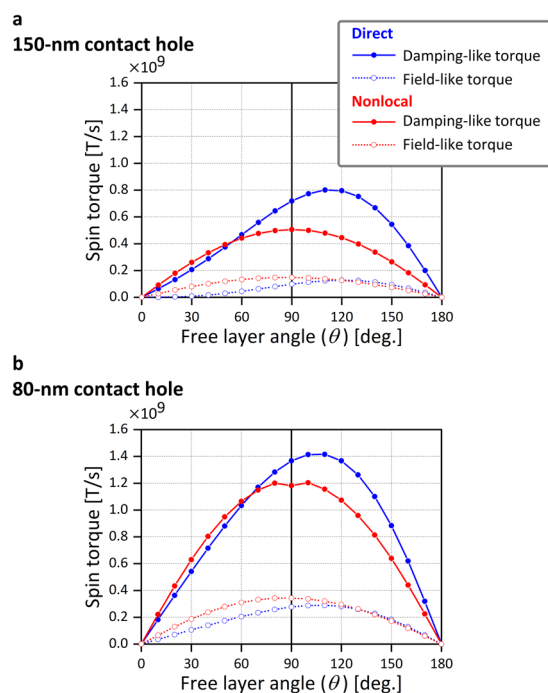 a
150-nm contact hole
Direct
Damping-like torque
Field-like torque
Nonlocal
Damping-like torque
Field-like torque
×10⁹
1.6
1.4
1.2
1.0
0.8
0.6
0.4
0.2
0.0
Spin torque [T/s]
0 30 60 90 120 150 180
Free layer angle (θ) [deg.]
b
80-nm contact hole
×10⁹
1.6
1.4
1.2
1.0
0.8
0.6
0.4
0.2
0.0
Spin torque [T/s]
0 30 60 90 120 150 180
Free layer angle (θ) [deg.]